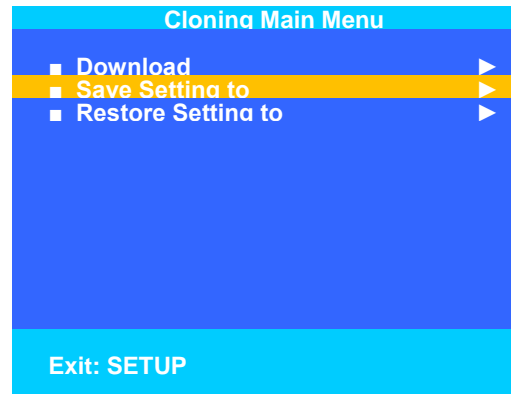 Cloning Main Menu
■ Download ►
■ Save Setting to ►
■ Restore Setting to ►
Exit: SETUP